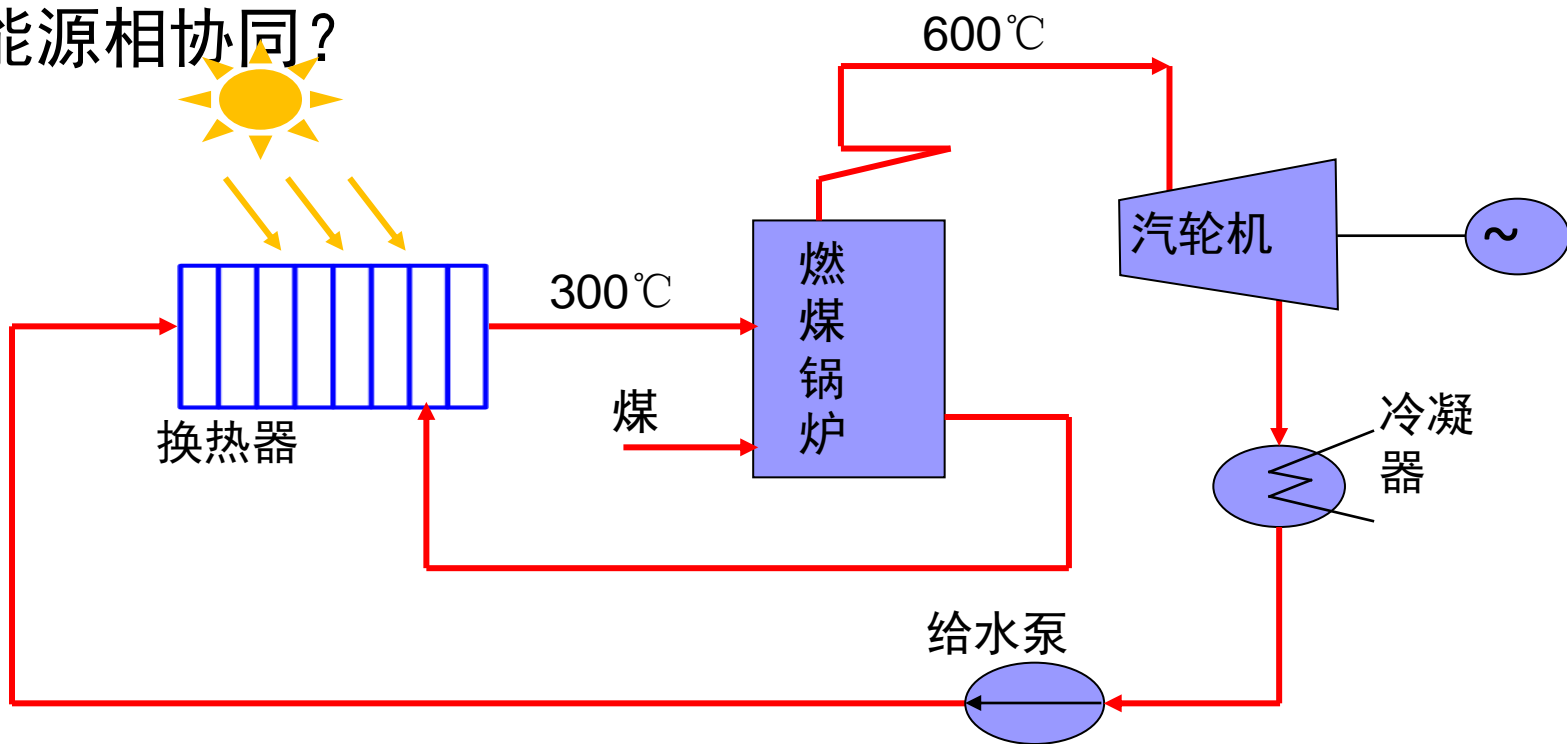 能源相协同？
600℃
汽轮机
~
300℃
燃
煤
锅
炉
煤
换热器
冷凝
器
给水泵